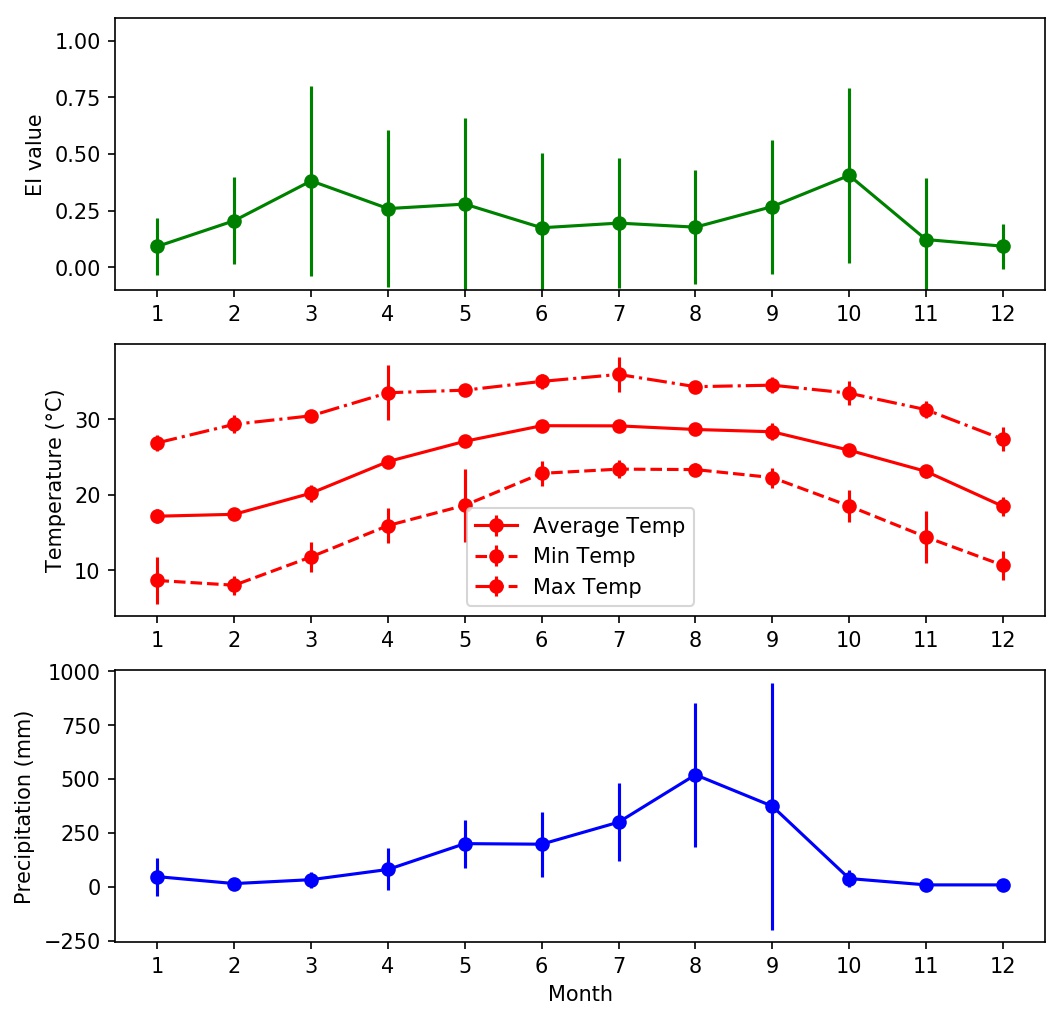 1.00
0.75
0.50
0.25
0.00
EI value
1 2 3 4 5 6 7 8 9 10 11 12
30
20
10
Temperature (°C)
Average Temp
Min Temp
Max Temp
1 2 3 4 5 6 7 8 9 10 11 12
1000
750
500
250
0
−250
Precipitation (mm)
1 2 3 4 5 6 7 8 9 10 11 12
Month